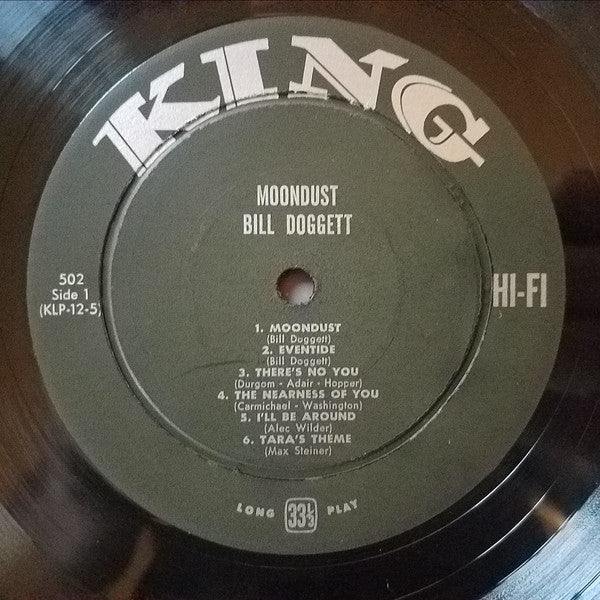 KING
MOONDUST
BILL DOGGETT
502
Side 1
(KLP-12-5)
HI-FI
1. MOONDUST
(Bill Doggett)
2. EVENTIDE
(Bill Doggett)
3. THERE'S NO YOU
(Durgom - Adair - Hopper)
4. THE NEARNESS OF YOU
(Carmichael - Washington)
5. I'LL BE AROUND
(Alec Wilder)
6. TARA'S THEME
(Max Steiner)
LONG 33 1/3 PLAY